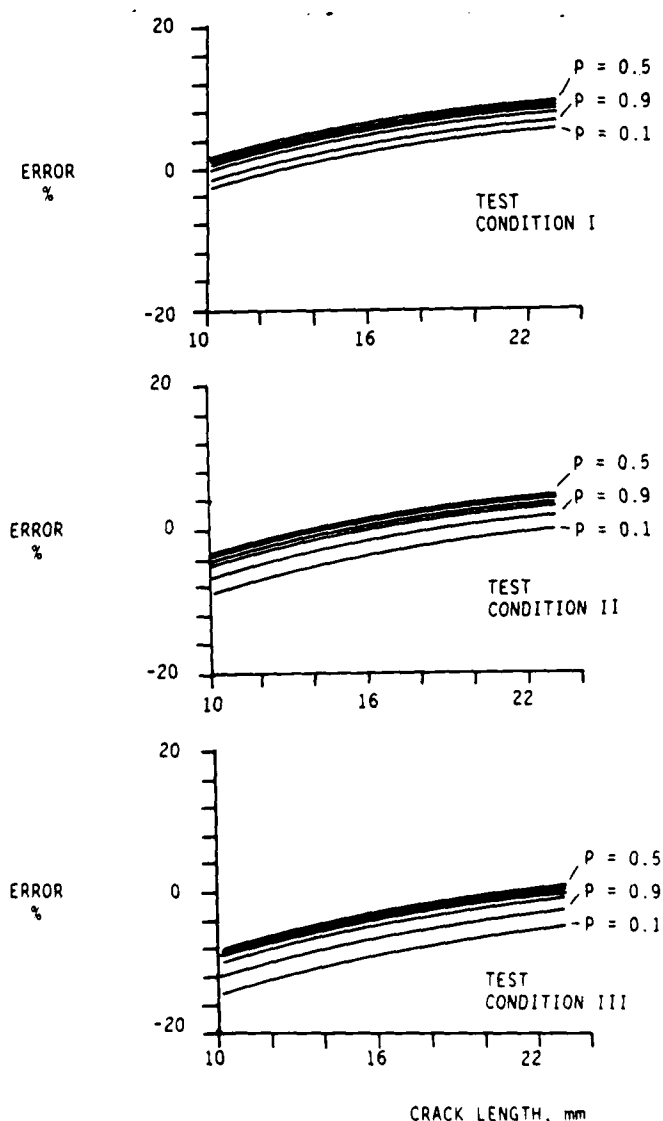 20
P = 0.5
P = 0.9
P = 0.1
0
ERROR
%
TEST
CONDITION I
-20
10
16
22
20
P = 0.5
P = 0.9
P = 0.1
0
ERROR
%
TEST
CONDITION II
-20
10
16
22
20
P = 0.5
P = 0.9
P = 0.1
0
ERROR
%
TEST
CONDITION III
-20
10
16
22
CRACK LENGTH, mm